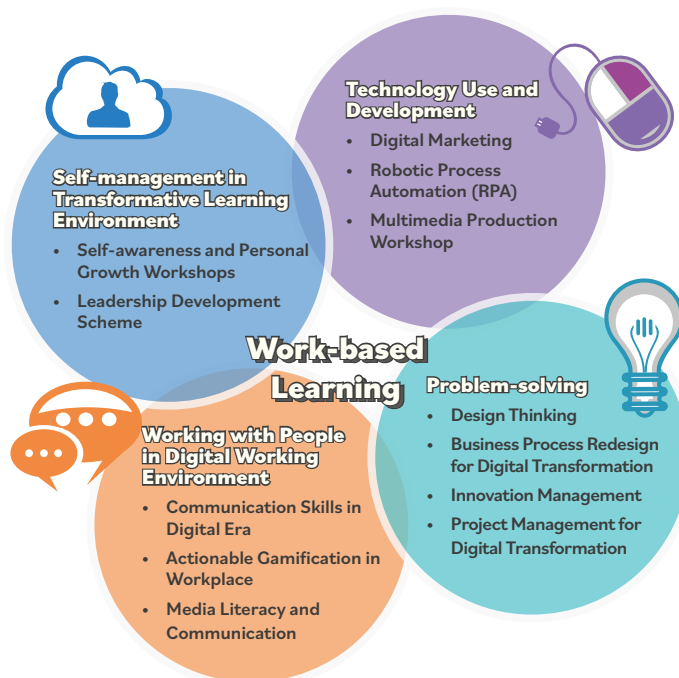 Technology Use and
Development
• Digital Marketing
• Robotic Process
Automation (RPA)
• Multimedia Production
Workshop
Self-management in
Transformative Learning
Environment
• Self-awareness and Personal
Growth Workshops
• Leadership Development
Scheme
Work-based
Learning
Problem-solving
• Design Thinking
• Business Process Redesign
for Digital Transformation
• Innovation Management
• Project Management for
Digital Transformation
Working with People
in Digital Working
Environment
• Communication Skills in
Digital Era
• Actionable Gamification in
Workplace
• Media Literacy and
Communication